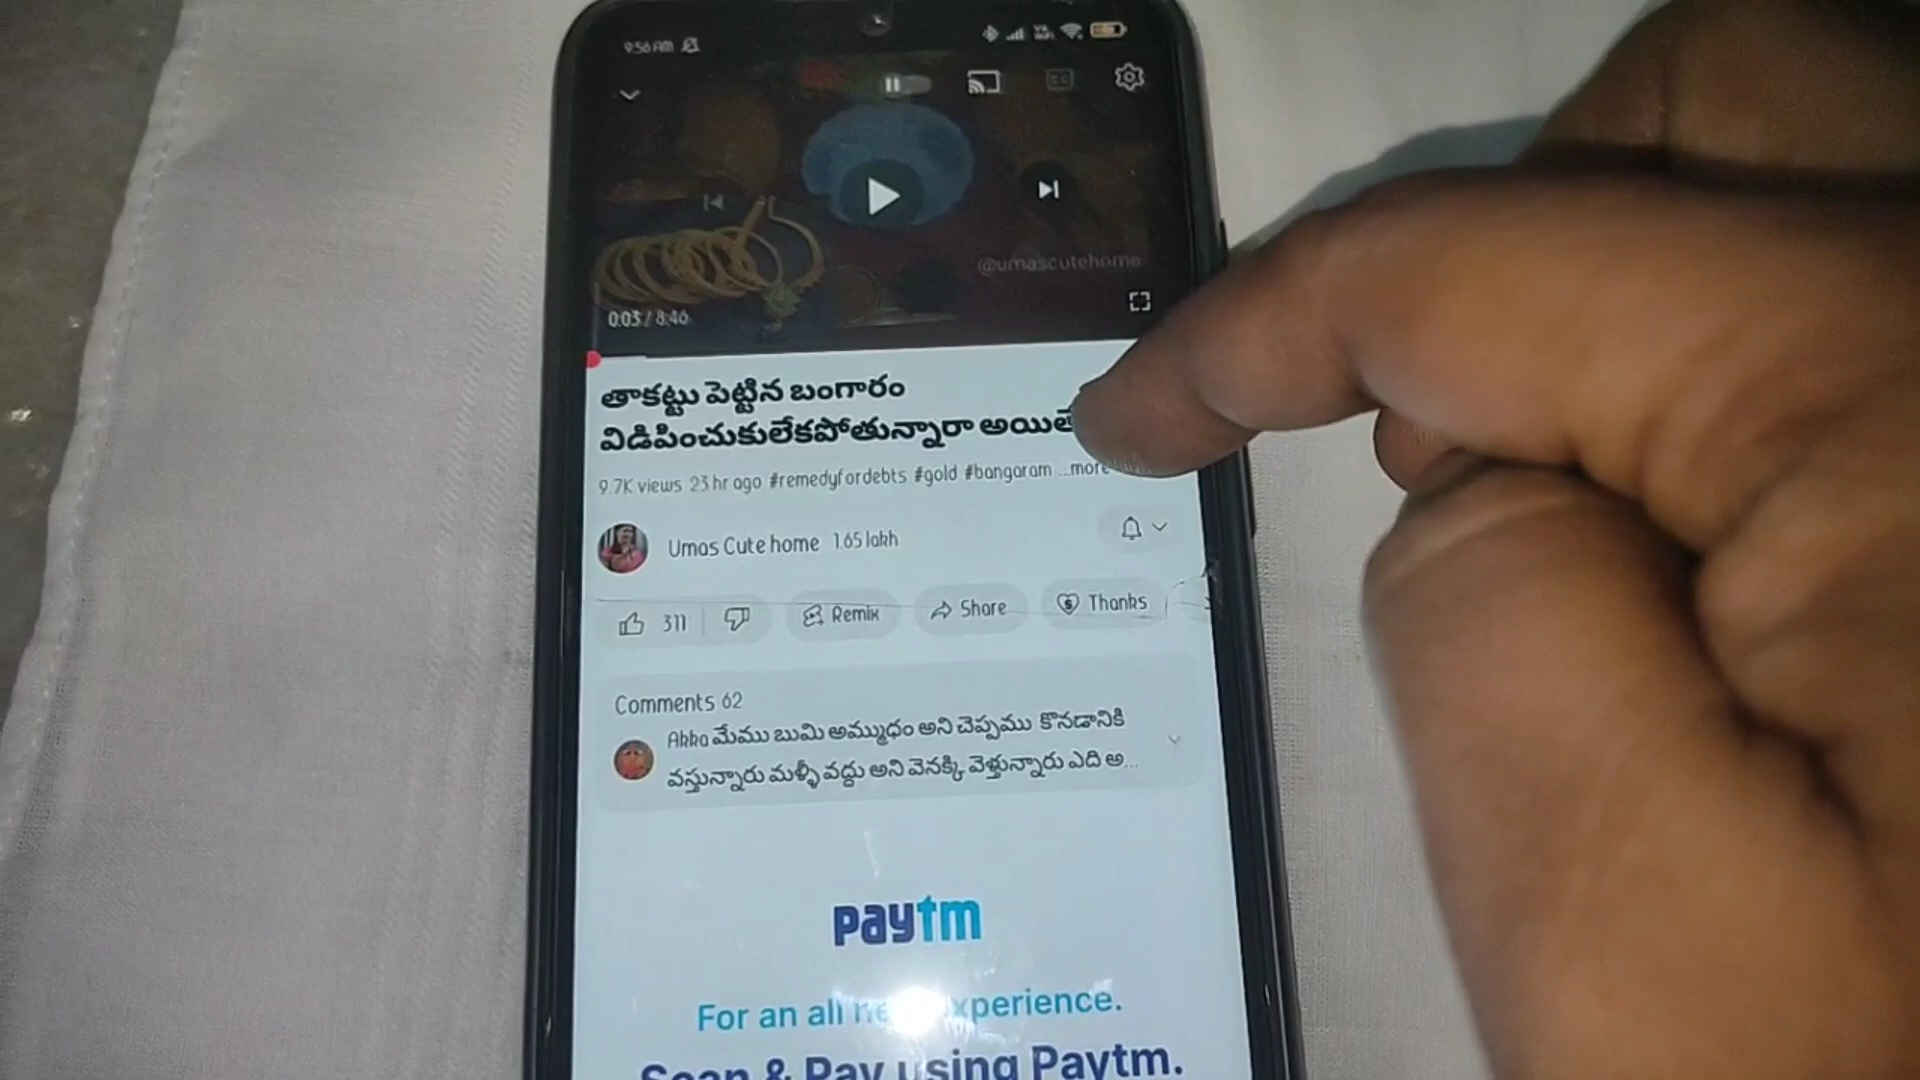 9:56 AM
@umascutehome
0:03 / 8:46
తాకట్టు పెట్టిన బంగారం
విడిపించుకులేకపోతున్నారా అయితే
9.7K views 23 hr ago #remedyfordebts #gold #bangaram ...more
Umas Cute home 1.65 lakh
311 Remix Share Thanks
Comments 62
Akka మేము బుమి అమ్ముధం అని చెప్పము కొనడానికి
వస్తున్నారు మళ్ళీ వద్దు అని వెనక్కి వెళ్తున్నారు ఎది అ...
paytm
For an all experience.
Scan & Pay using Paytm.